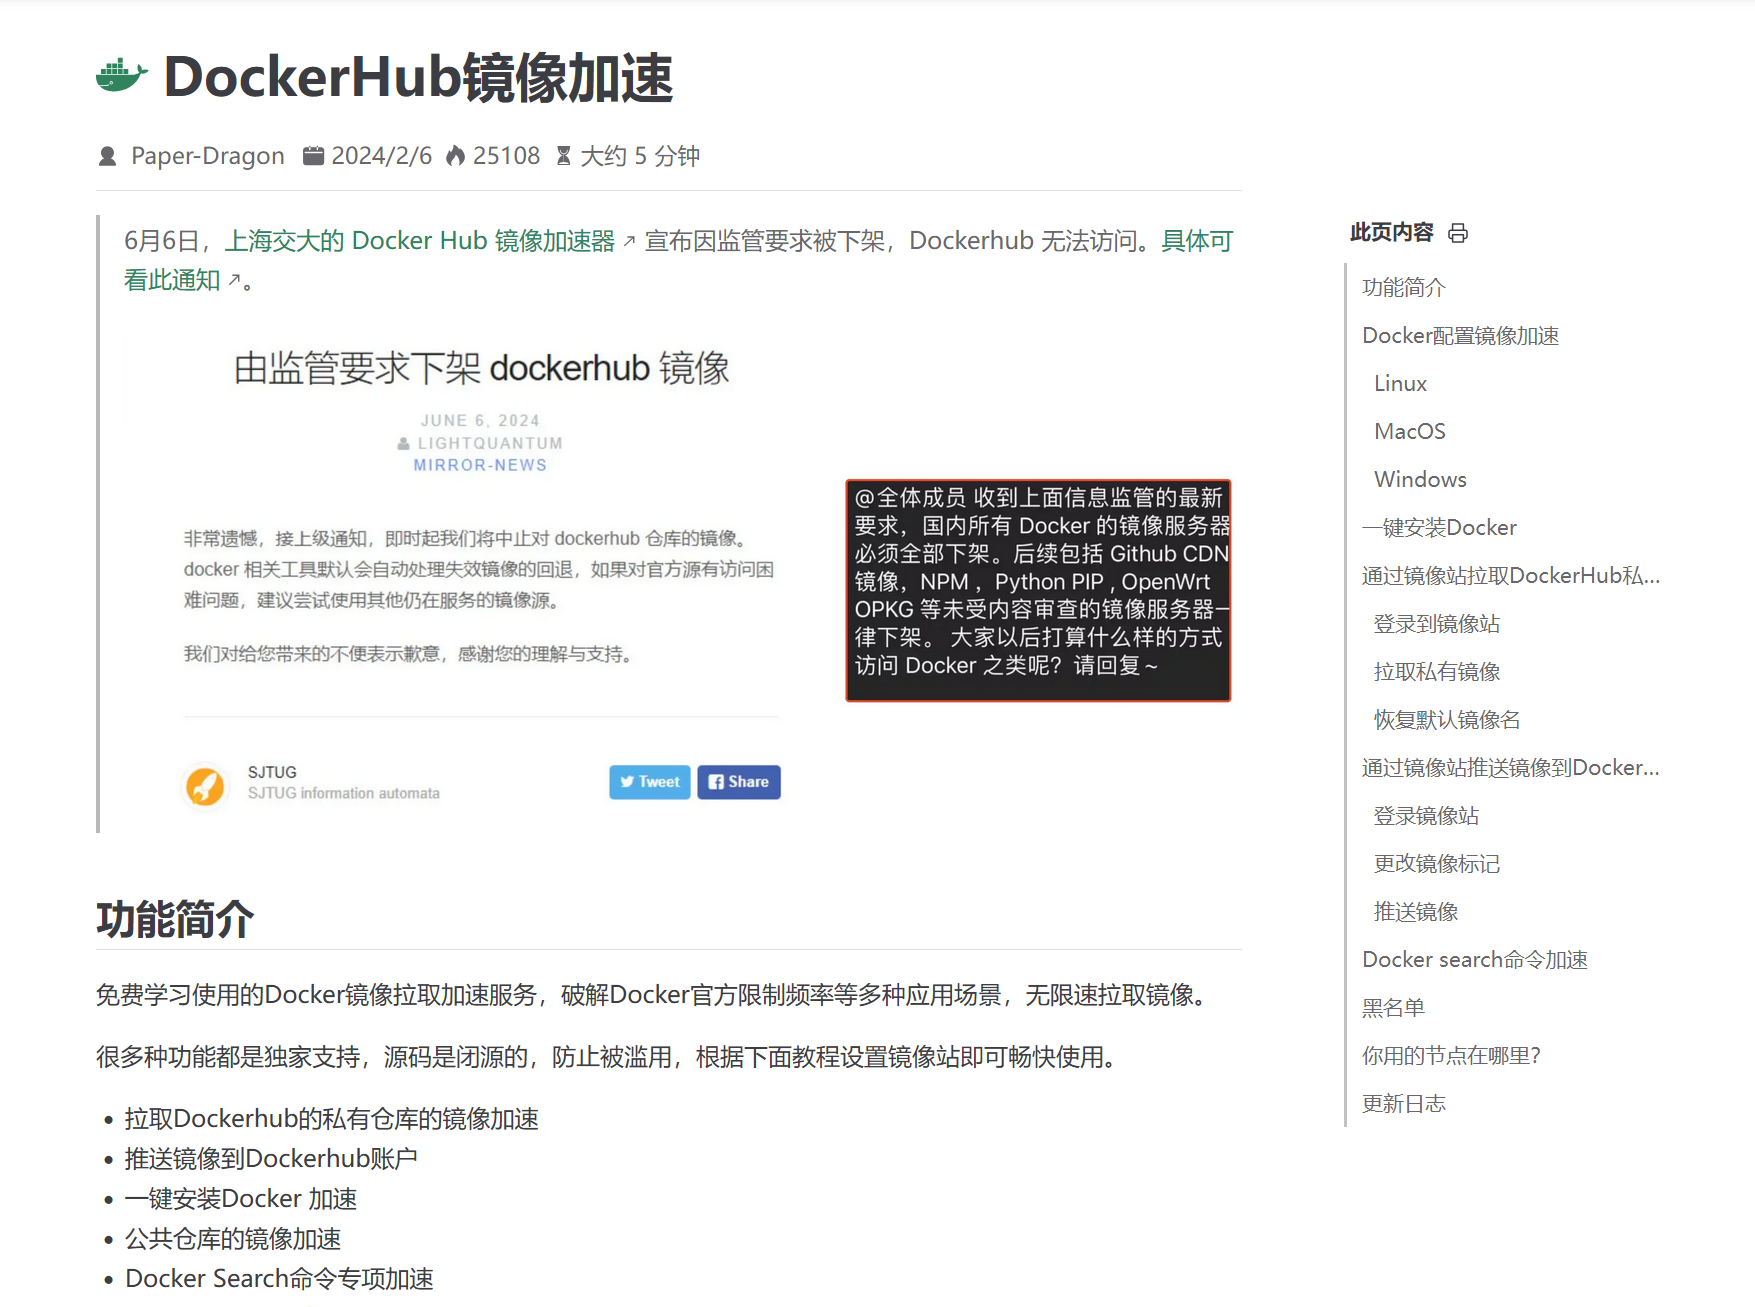 DockerHub镜像加速
Paper-Dragon 2024/2/6 25108 大约 5 分钟
6月6日，上海交大的 Docker Hub 镜像加速器 宣布因监管要求被下架，Dockerhub 无法访问。具体可
看此通知 。
由监管要求下架 dockerhub 镜像
JUNE 6, 2024
LIGHTQUANTUM
MIRROR-NEWS
非常遗憾，接上级通知，即时起我们将中止对 dockerhub 仓库的镜像。
docker 相关工具默认会自动处理失效镜像的回退，如果对官方源有访问困
难问题，建议尝试使用其他仍在服务的镜像源。
我们对给您带来的不便表示歉意，感谢您的理解与支持。
SJTUG
SJTUG information automata
Tweet
Share
@全体成员 收到上面信息监管的最新
要求，国内所有 Docker 的镜像服务器
必须全部下架。后续包括 Github CDN
镜像，NPM ，Python PIP , OpenWrt
OPKG 等未受内容审查的镜像服务器一
律下架。 大家以后打算什么样的方式
访问 Docker 之类呢？请回复 ~
功能简介
免费学习使用的Docker镜像拉取加速服务，破解Docker官方限制频率等多种应用场景，无限速拉取镜像。
很多种功能都是独家支持，源码是闭源的，防止被滥用，根据下面教程设置镜像站即可畅快使用。
• 拉取Dockerhub的私有仓库的镜像加速
• 推送镜像到Dockerhub账户
• 一键安装Docker 加速
• 公共仓库的镜像加速
• Docker Search命令专项加速
此页内容
功能简介
Docker配置镜像加速
Linux
MacOS
Windows
一键安装Docker
通过镜像站拉取DockerHub私...
登录到镜像站
拉取私有镜像
恢复默认镜像名
通过镜像站推送镜像到Docker...
登录镜像站
更改镜像标记
推送镜像
Docker search命令加速
黑名单
你用的节点在哪里？
更新日志